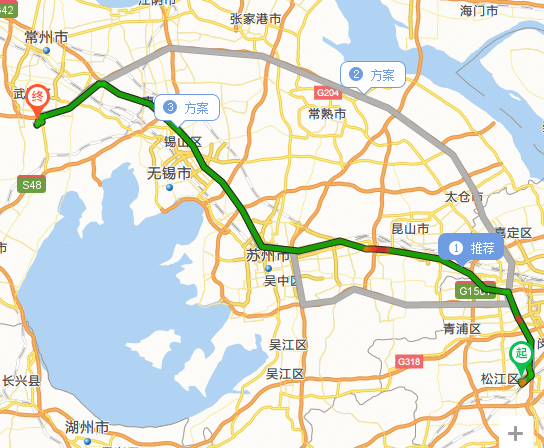 G42
江阴市
张家港市
海门市
常州市
2 方案
武
终
G204
3 方案
常熟市
锡山区
S48
无锡市
太仓市
昆山市
嘉定区
1 推荐
苏州市
吴中区
G1501
青浦区
吴江区
起
G318
吴江区
松江区
长兴县
湖州市